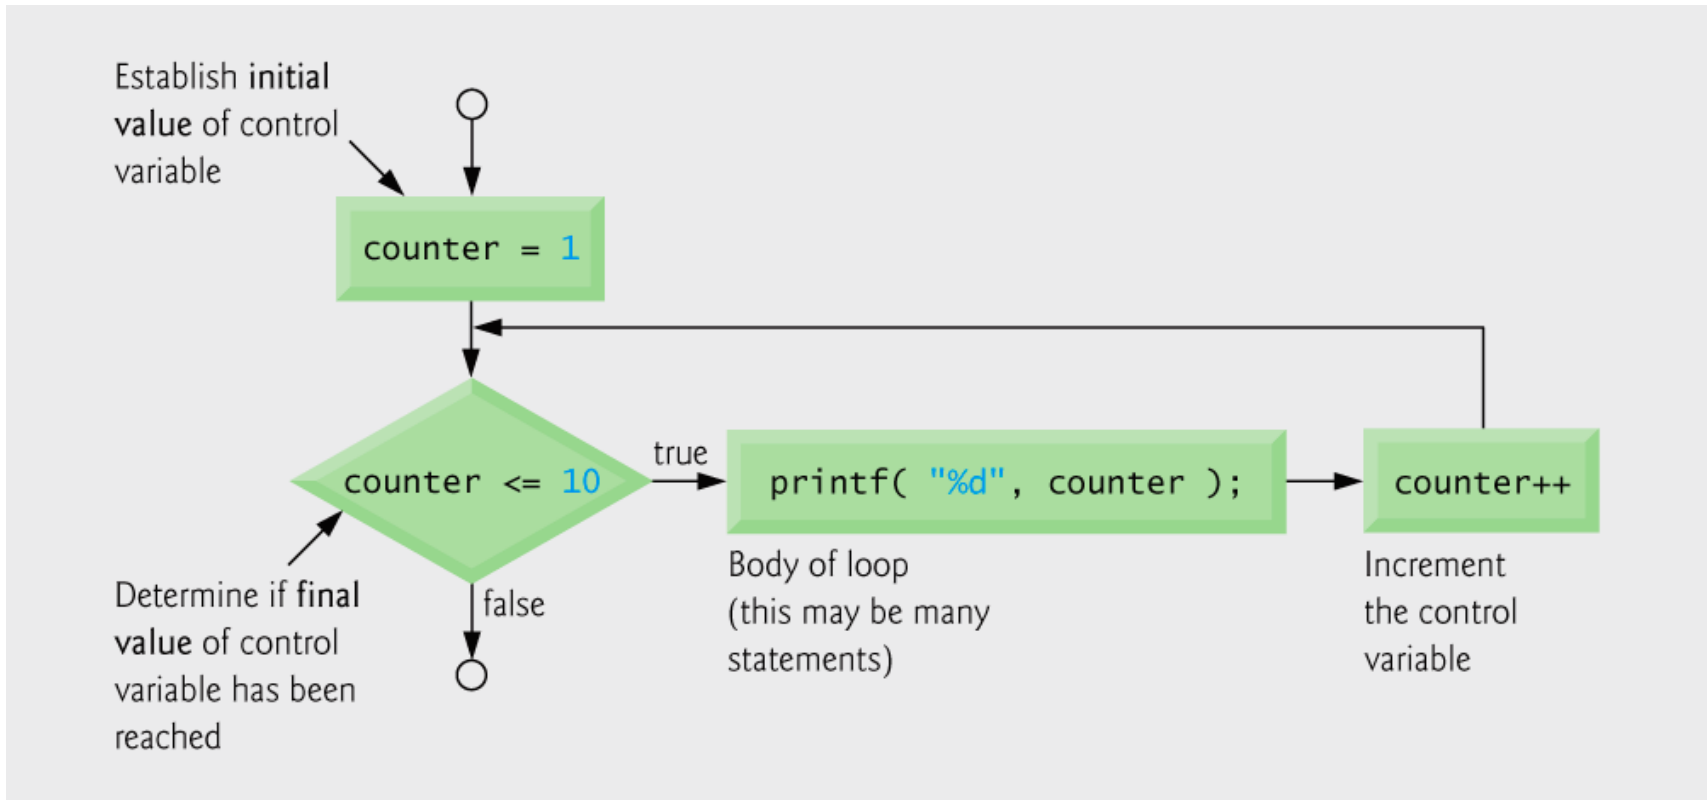 Establish initial
value of control
variable
counter = 1
counter <= 10
true
printf( "%d", counter );
counter++
Determine if final
value of control
variable has been
reached
false
Body of loop
(this may be many
statements)
Increment
the control
variable